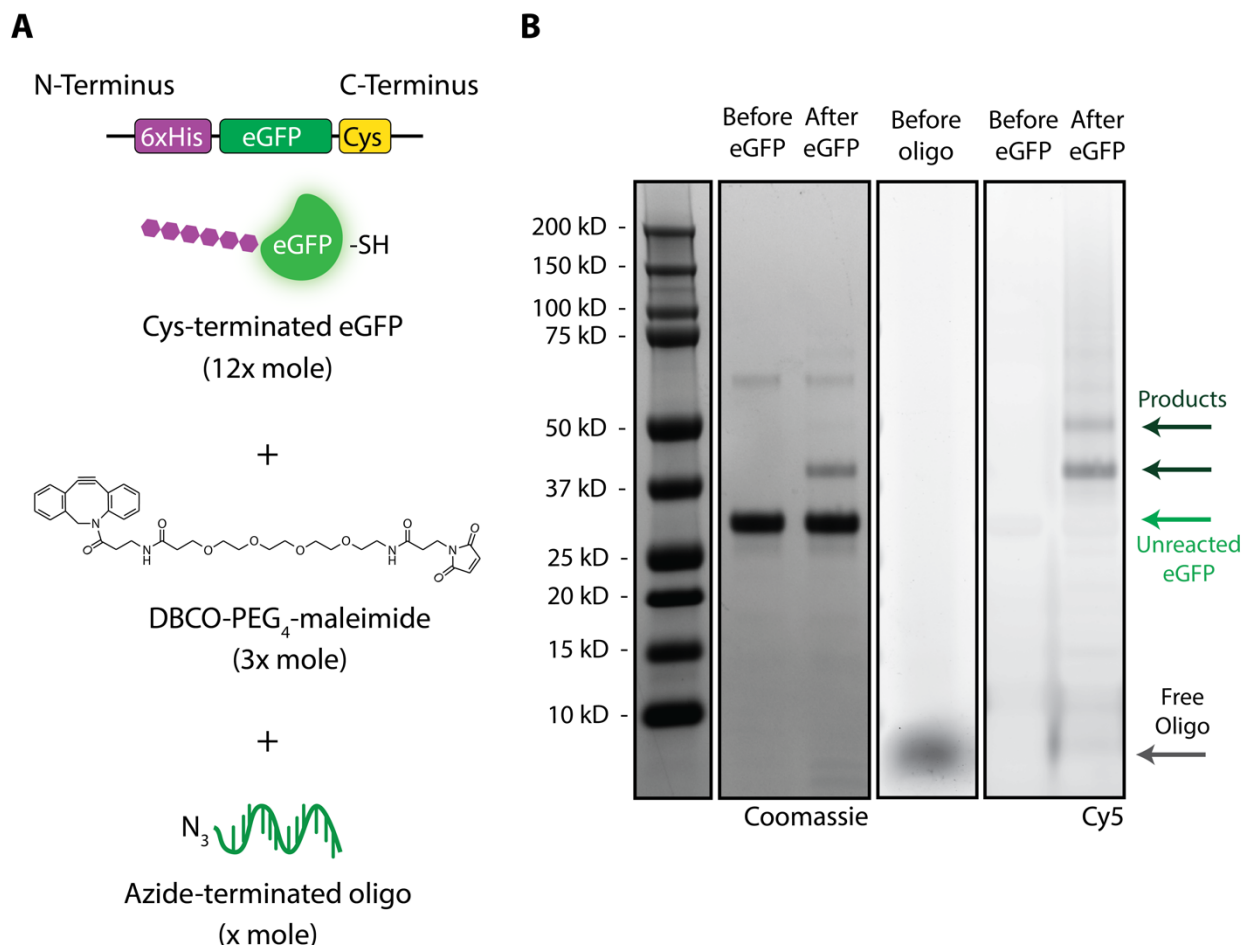 A
N-Terminus
C-Terminus
6xHis
eGFP
Cys
eGFP
-SH
Cys-terminated eGFP
(12x mole)
+
N
O
N
H
O
O
O
O
O
N
H
O
N
O
O
DBCO-PEG4-maleimide
(3x mole)
+
N3
Azide-terminated oligo
(x mole)
B
Before
eGFP
After
eGFP
Before
oligo
Before
eGFP
After
eGFP
200 kD -
150 kD -
100 kD -
75 kD -
50 kD -
37 kD -
25 kD -
20 kD -
15 kD -
10 kD -
Products
Unreacted
eGFP
Free
Oligo
Coomassie
Cy5